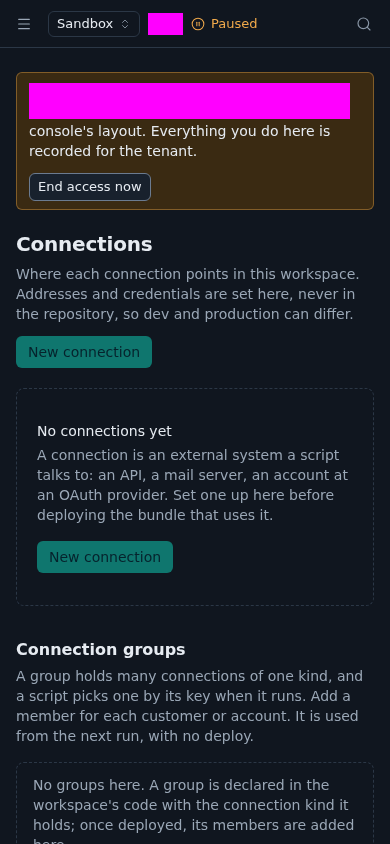 Sandbox
Paused
console's layout. Everything you do here is
recorded for the tenant.
End access now
Connections
Where each connection points in this workspace.
Addresses and credentials are set here, never in
the repository, so dev and production can differ.
New connection
No connections yet
A connection is an external system a script
talks to: an API, a mail server, an account at
an OAuth provider. Set one up here before
deploying the bundle that uses it.
New connection
Connection groups
A group holds many connections of one kind, and
a script picks one by its key when it runs. Add a
member for each customer or account. It is used
from the next run, with no deploy.
No groups here. A group is declared in the
workspace's code with the connection kind it
holds; once deployed, its members are added